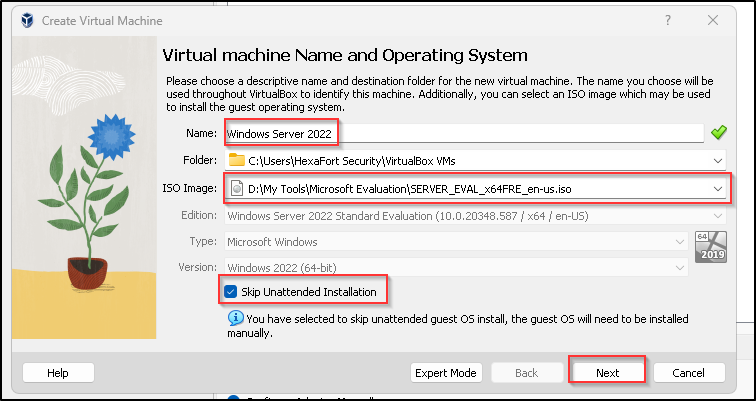 Create Virtual Machine
Virtual machine Name and Operating System
Please choose a descriptive name and destination folder for the new virtual machine. The name you choose will be
used throughout VirtualBox to identify this machine. Additionally, you can select an ISO image which may be used
to install the guest operating system.
Name: Windows Server 2022
Folder: C:\Users\HexaFort Security\VirtualBox VMs
ISO Image: D:\My Tools\Microsoft Evaluation\SERVER_EVAL_x64FRE_en-us.iso
Edition: Windows Server 2022 Standard Evaluation (10.0.20348.587 / x64 / en-US)
Type: Microsoft Windows
64
2019
Version: Windows 2022 (64-bit)
Skip Unattended Installation
You have selected to skip unattended guest OS install, the guest OS will need to be installed
manually.
Help Expert Mode Back Next Cancel